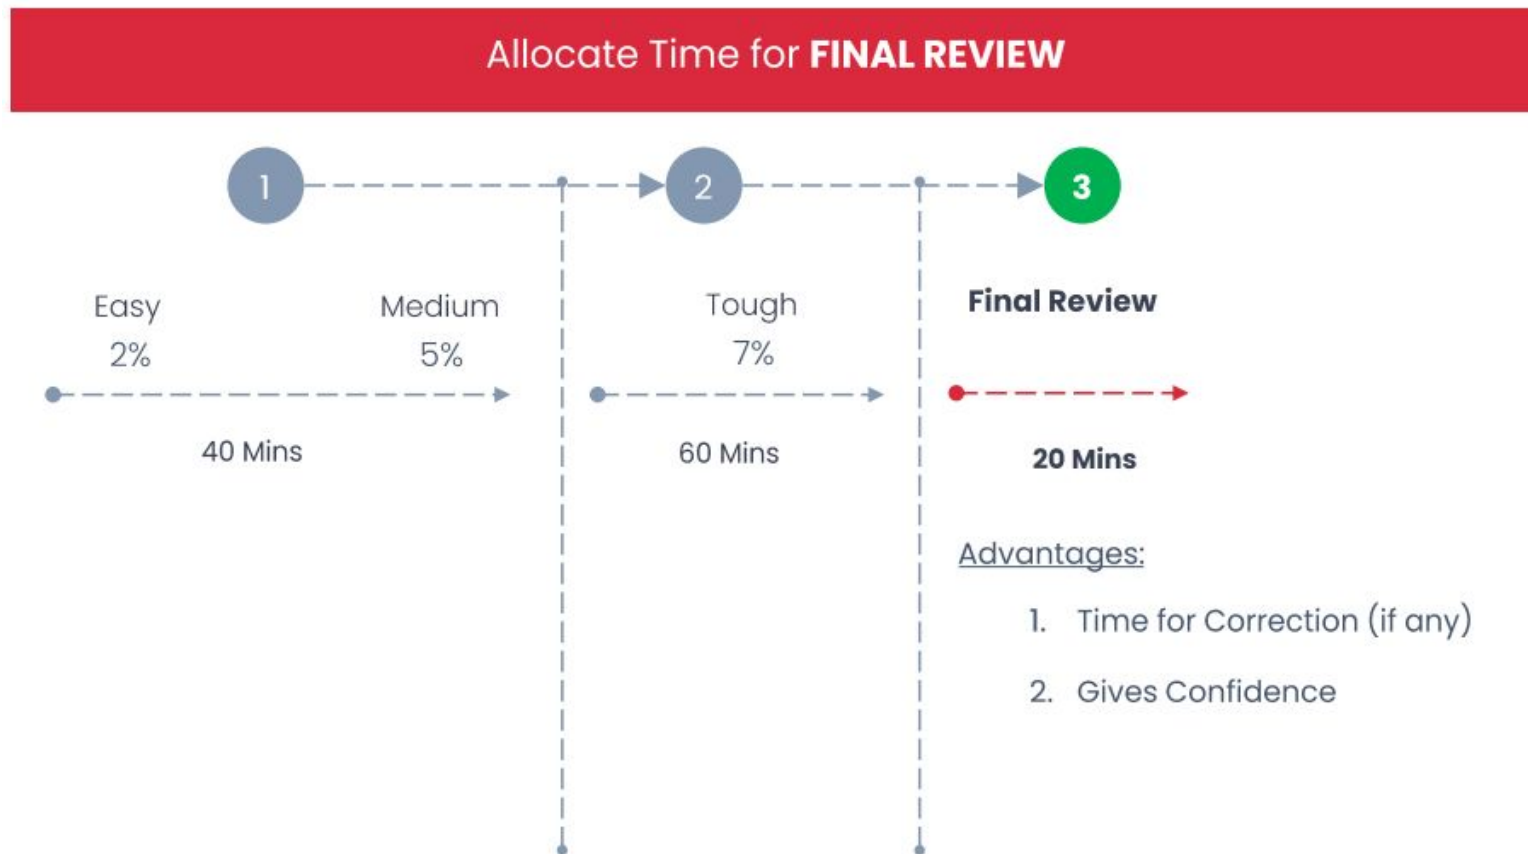 Allocate Time for FINAL REVIEW
1
2
3
Easy
2%
Medium
5%
40 Mins
Tough
7%
60 Mins
Final Review
20 Mins
Advantages:
1. Time for Correction (if any)
2. Gives Confidence